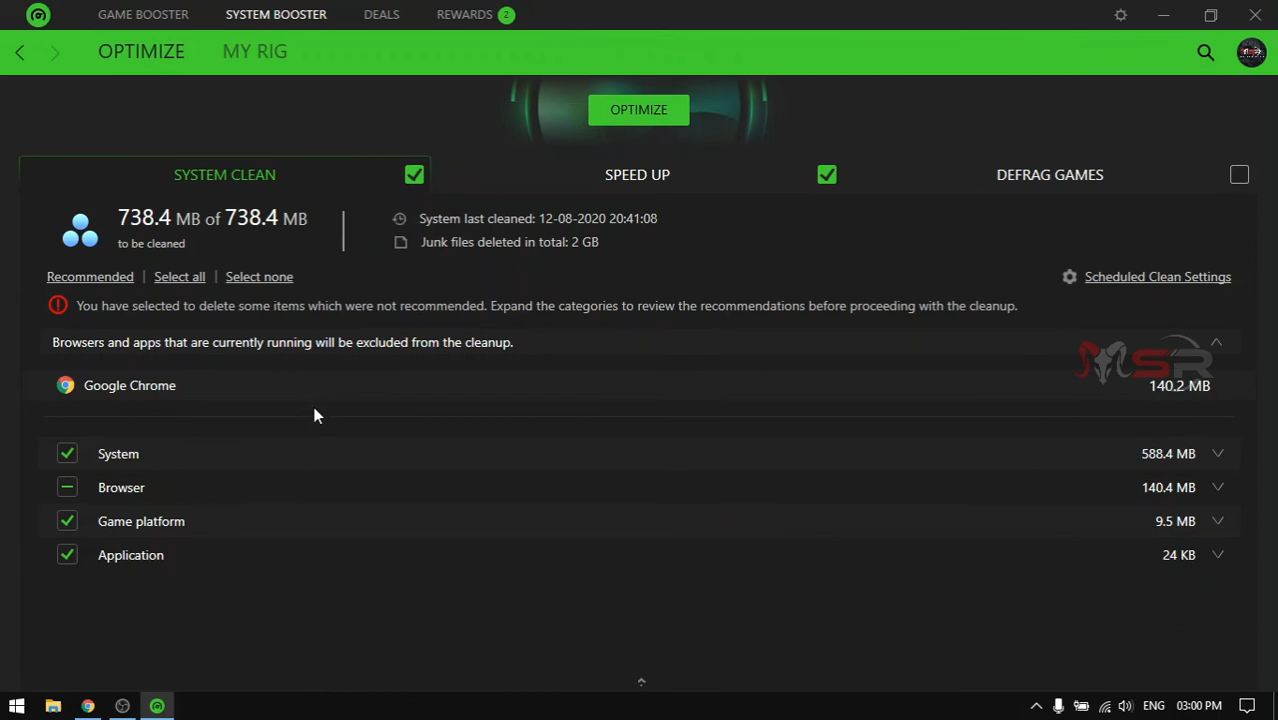 GAME BOOSTER SYSTEM BOOSTER DEALS REWARDS 2
OPTIMIZE MY RIG
OPTIMIZE
SYSTEM CLEAN SPEED UP DEFRAG GAMES
738.4 MB of 738.4 MB
to be cleaned
System last cleaned: 12-08-2020 20:41:08
Junk files deleted in total: 2 GB
Recommended | Select all | Select none Scheduled Clean Settings
You have selected to delete some items which were not recommended. Expand the categories to review the recommendations before proceeding with the cleanup.
Browsers and apps that are currently running will be excluded from the cleanup.
MSR
Google Chrome 140.2 MB
System 588.4 MB
Browser 140.4 MB
Game platform 9.5 MB
Application 24 KB
ENG 03:00 PM